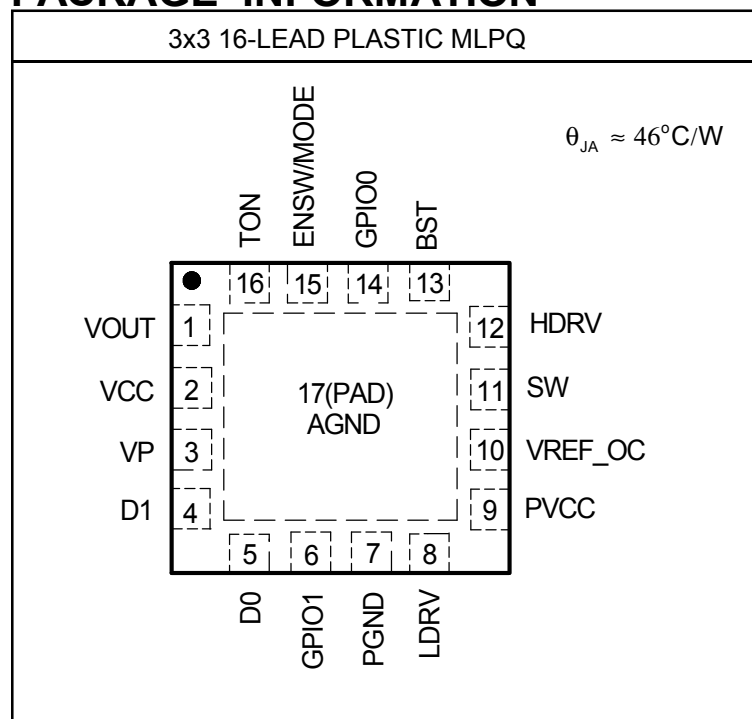 PACKAGE INFORMATION
3x3 16-LEAD PLASTIC MLPQ
θJA ≈ 46°C/W
TON
ENSW/MODE
GPIO0
BST
16
15
14
13
VOUT 1
VCC 2
VP 3
D1 4
17(PAD)
AGND
12 HDRV
11 SW
10 VREF_OC
9 PVCC
5
6
7
8
D0
GPIO1
PGND
LDRV